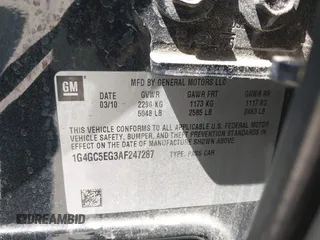 GM
MFD BY GENERAL MOTORS LLC
DATE GVWR GAWR FRT GAWR RR
03/10 2290 KG 1173 KG 1117 KG
5048 LB 2585 LB 2463 LB
THIS VEHICLE CONFORMS TO ALL APPLICABLE U.S. FEDERAL MOTOR
VEHICLE SAFETY, BUMPER, AND THEFT PREVENTION STANDARDS IN
EFFECT ON THE DATE OF MANUFACTURE SHOWN ABOVE.
1G4GC5EG3AF247287 TYPE: PASS CAR
DREAMBID